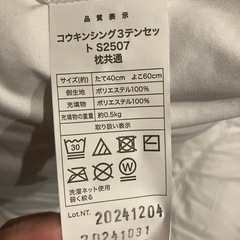 品質表示
コウキンシング3テンセッ
ト S2507
枕共通
サイズ(約) たて40cm よこ60cm
側生地 ポリエステル100%
充填物 ポリエステル100%
充填物の重量 約0.5kg
取り扱い表示
30
洗濯ネット使用
弱く絞る
Lot.NT. 20241204
20241031